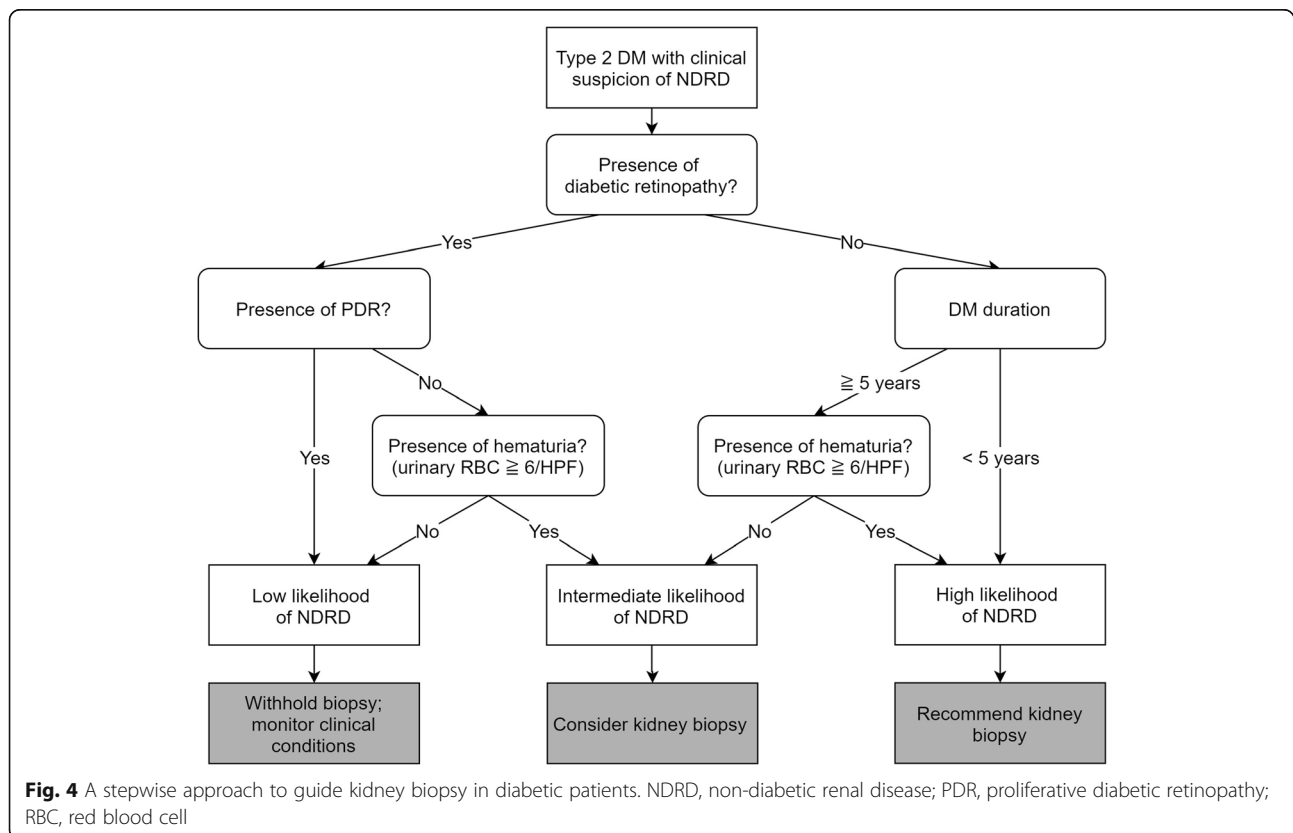 Type 2 DM with clinical
suspicion of NDRD
Presence of
diabetic retinopathy?
Yes
No
Presence of PDR?
DM duration
No
≧ 5 years
Yes
Presence of hematuria?
(urinary RBC ≧ 6/HPF)
Presence of hematuria?
(urinary RBC ≧ 6/HPF)
< 5 years
No
Yes
No
Yes
Low likelihood
of NDRD
Intermediate likelihood
of NDRD
High likelihood
of NDRD
Withhold biopsy;
monitor clinical
conditions
Consider kidney biopsy
Recommend kidney
biopsy
Fig. 4 A stepwise approach to guide kidney biopsy in diabetic patients. NDRD, non-diabetic renal disease; PDR, proliferative diabetic retinopathy;
RBC, red blood cell